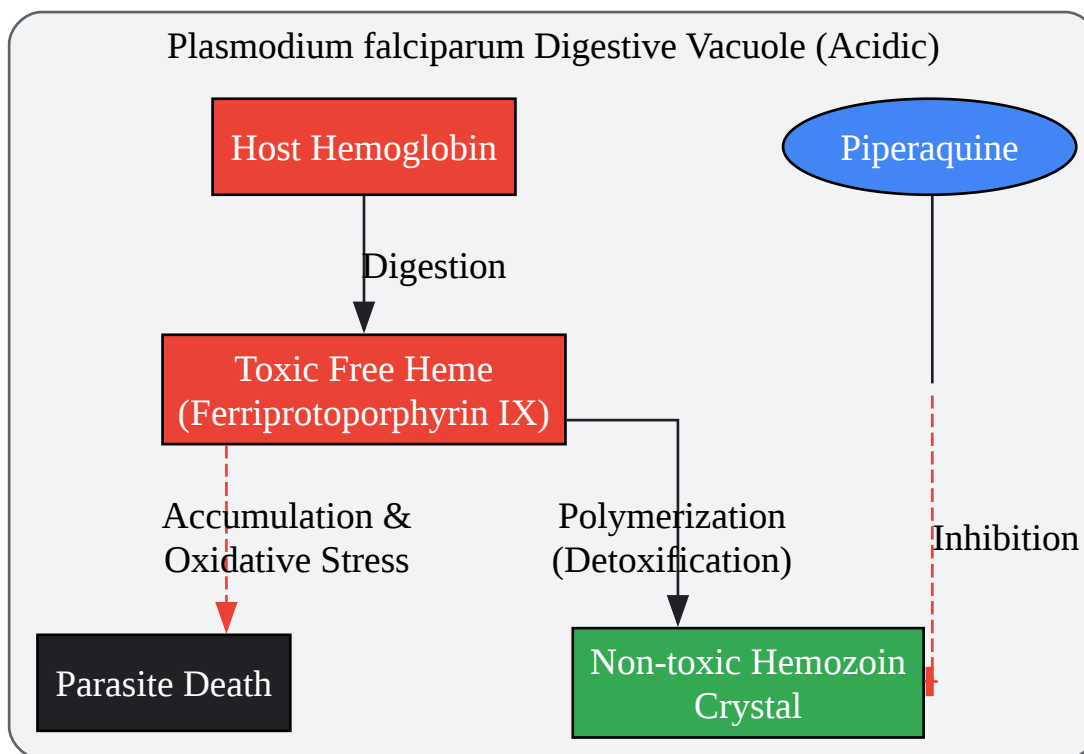 Plasmodium falciparum Digestive Vacuole (Acidic)
Host Hemoglobin
Piperaquine
Digestion
Toxic Free Heme
(Ferriprotoporphyrin IX)
Accumulation &
Oxidative Stress
Polymerization
(Detoxification)
Inhibition
Parasite Death
Non-toxic Hemozoin
Crystal